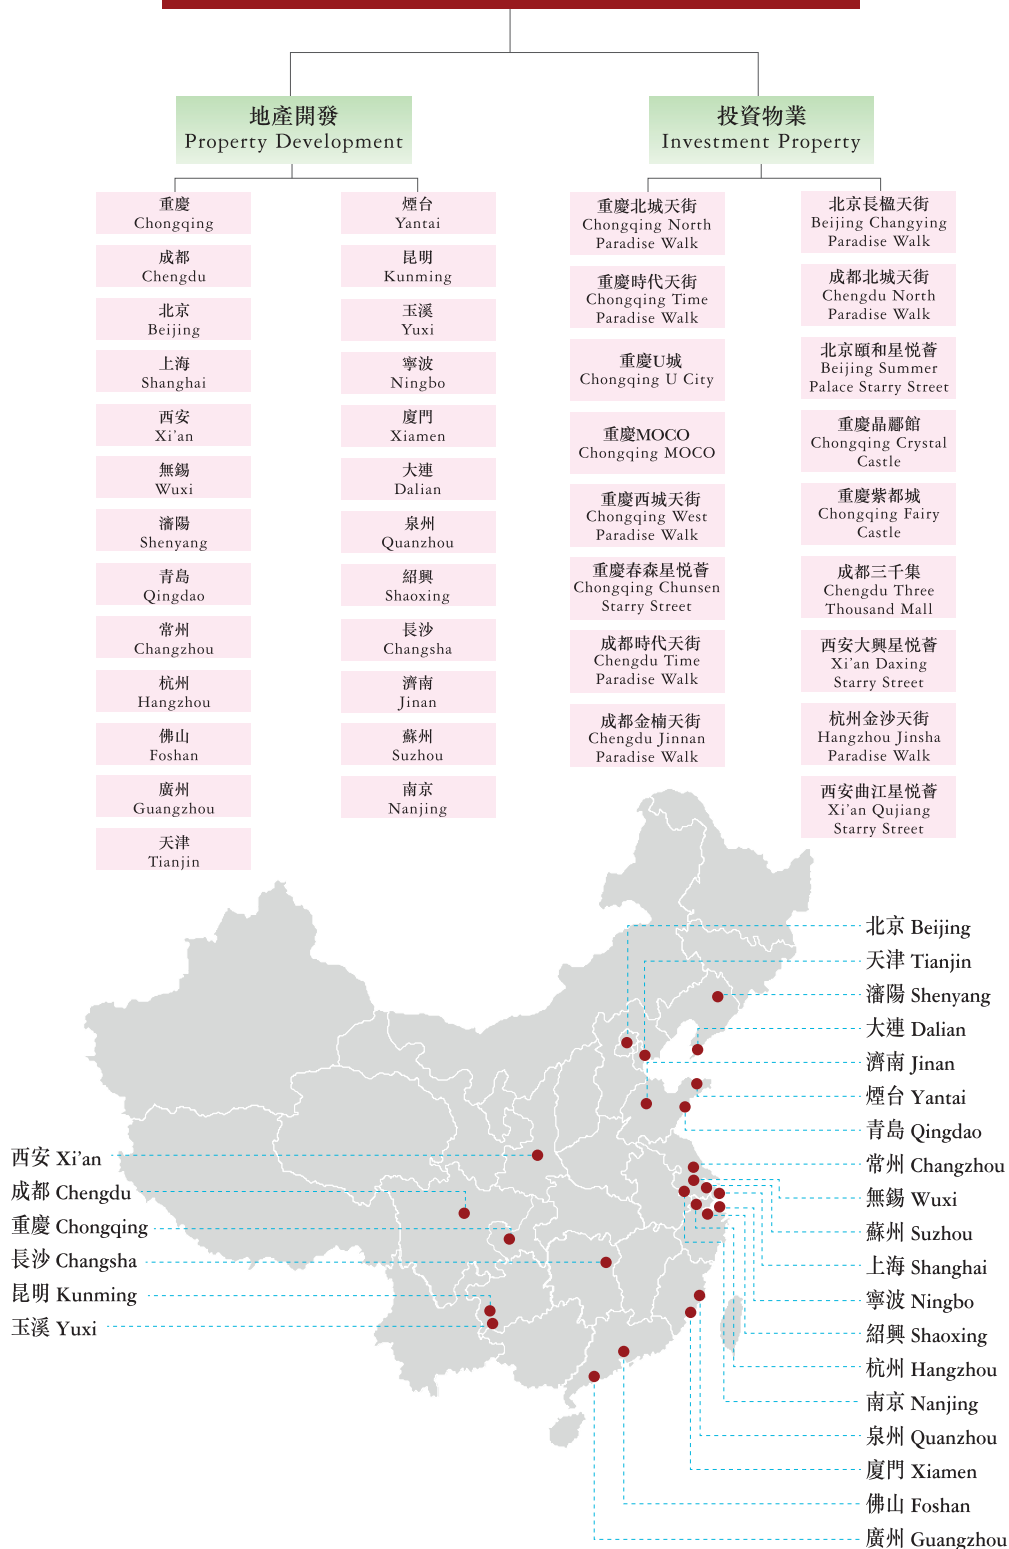 地產開發
Property Development
重慶
Chongqing
成都
Chengdu
北京
Beijing
上海
Shanghai
西安
Xi’an
無錫
Wuxi
瀋陽
Shenyang
青島
Qingdao
常州
Changzhou
杭州
Hangzhou
佛山
Foshan
廣州
Guangzhou
天津
Tianjin
煙台
Yantai
昆明
Kunming
玉溪
Yuxi
寧波
Ningbo
廈門
Xiamen
大連
Dalian
泉州
Quanzhou
紹興
Shaoxing
長沙
Changsha
濟南
Jinan
蘇州
Suzhou
南京
Nanjing
投資物業
Investment Property
重慶北城天街
Chongqing North
Paradise Walk
重慶時代天街
Chongqing Time
Paradise Walk
重慶U城
Chongqing U City
重慶MOCO
Chongqing MOCO
重慶西城天街
Chongqing West
Paradise Walk
重慶春森星悅薈
Chongqing Chunsen
Starry Street
成都時代天街
Chengdu Time
Paradise Walk
成都金楠天街
Chengdu Jinnan
Paradise Walk
北京長楹天街
Beijing Changying
Paradise Walk
成都北城天街
Chengdu North
Paradise Walk
北京頤和星悅薈
Beijing Summer
Palace Starry Street
重慶晶酈館
Chongqing Crystal
Castle
重慶紫都城
Chongqing Fairy
Castle
成都三千集
Chengdu Three
Thousand Mall
西安大興星悅薈
Xi’an Daxing
Starry Street
杭州金沙天街
Hangzhou Jinsha
Paradise Walk
西安曲江星悅薈
Xi’an Qujiang
Starry Street
西安 Xi’an
成都 Chengdu
重慶 Chongqing
長沙 Changsha
昆明 Kunming
玉溪 Yuxi
北京 Beijing
天津 Tianjin
瀋陽 Shenyang
大連 Dalian
濟南 Jinan
煙台 Yantai
青島 Qingdao
常州 Changzhou
無錫 Wuxi
蘇州 Suzhou
上海 Shanghai
寧波 Ningbo
紹興 Shaoxing
杭州 Hangzhou
南京 Nanjing
泉州 Quanzhou
廈門 Xiamen
佛山 Foshan
廣州 Guangzhou